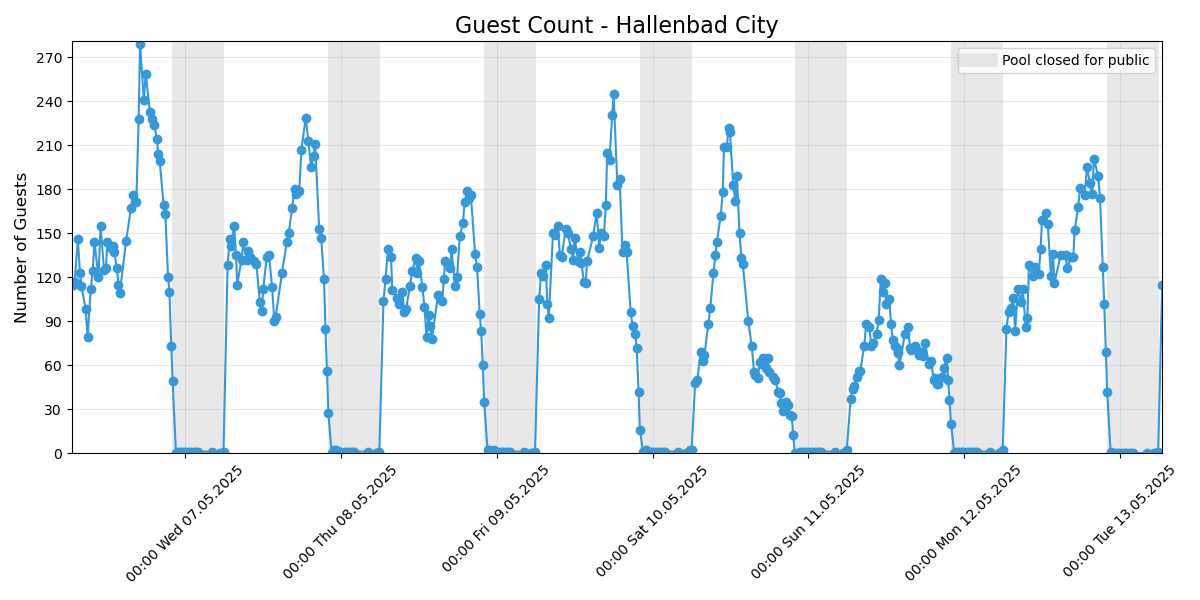 Guest Count - Hallenbad City
Pool closed for public
Number of Guests
270
240
210
180
150
120
90
60
30
0
00:00 Wed 07.05.2025
00:00 Thu 08.05.2025
00:00 Fri 09.05.2025
00:00 Sat 10.05.2025
00:00 Sun 11.05.2025
00:00 Mon 12.05.2025
00:00 Tue 13.05.2025